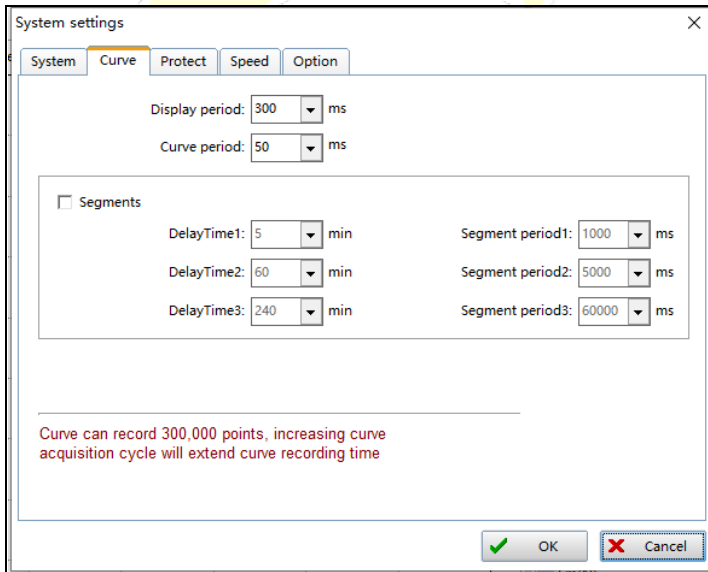 System settings
System Curve Protect Speed Option
Display period: 300 ms
Curve period: 50 ms
Segments
DelayTime1: 5 min Segment period1: 1000 ms
DelayTime2: 60 min Segment period2: 5000 ms
DelayTime3: 240 min Segment period3: 60000 ms
Curve can record 300,000 points, increasing curve
acquisition cycle will extend curve recording time
OK Cancel